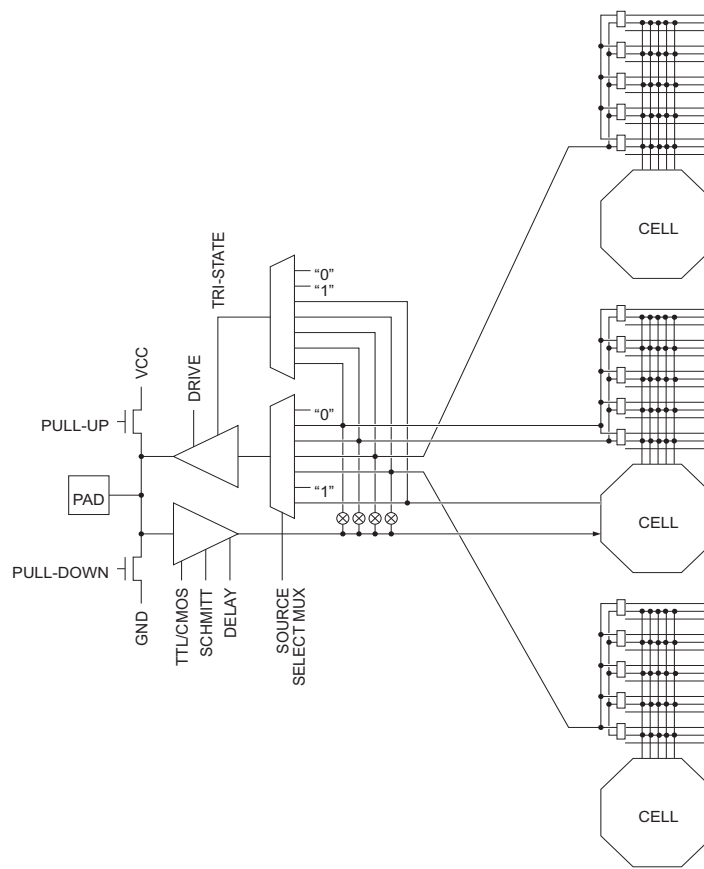 CELL
"0"
"1"
TRI-STATE
VCC
DRIVE
PULL-UP
"0"
PAD
"1"
CELL
PULL-DOWN
GND
TTL/CMOS
SCHMITT
DELAY
SOURCE
SELECT MUX
CELL